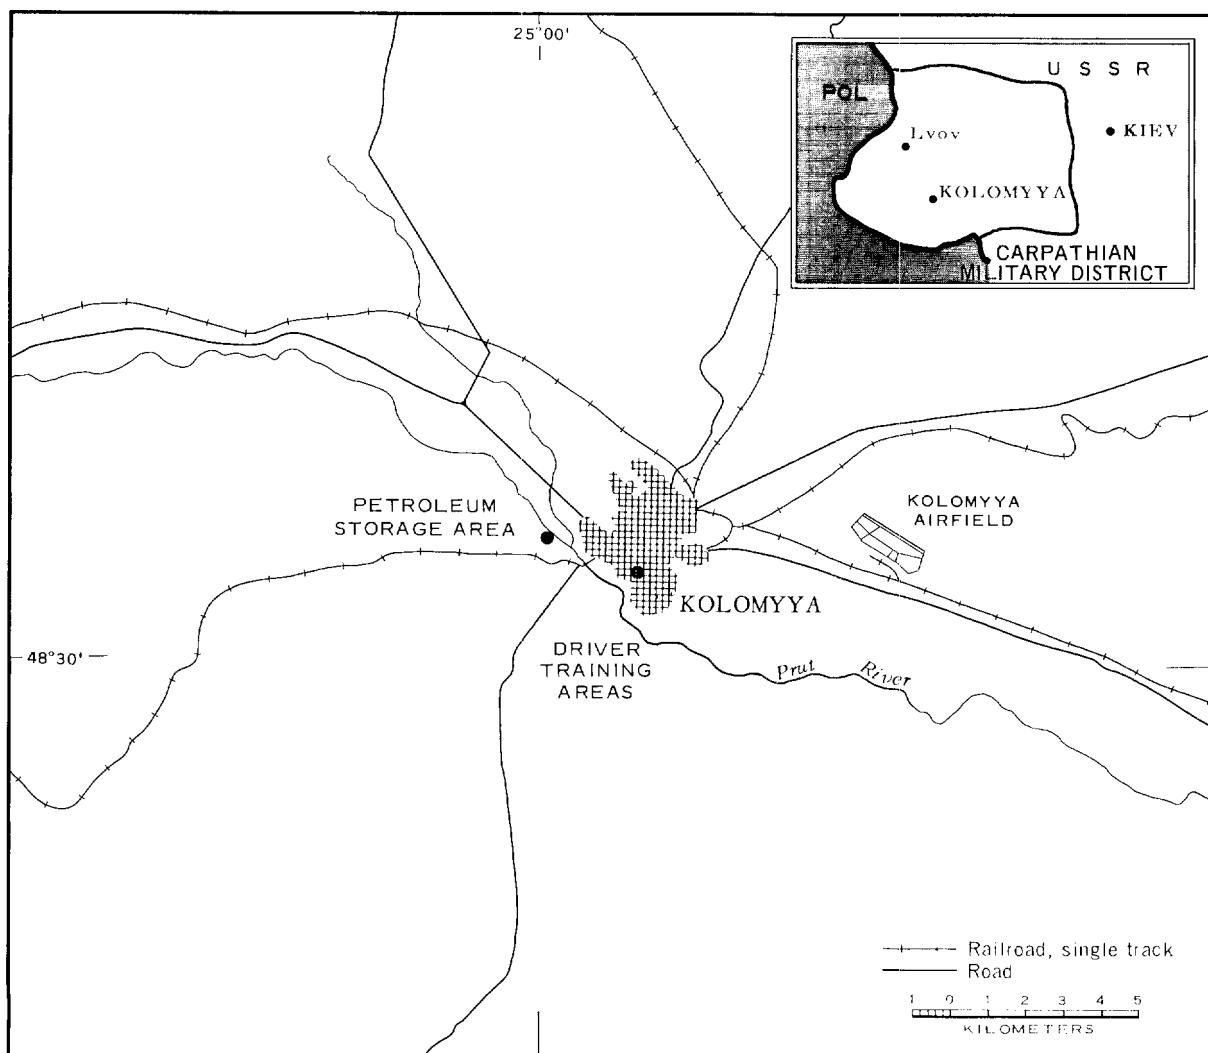 25°00'
U S S R
POL
KIEV
Lvov
KOLOMYYA
CARPATHIAN
MILITARY DISTRICT
PETROLEUM
STORAGE AREA
KOLOMYYA
AIRFIELD
KOLOMYYA
DRIVER
TRAINING
AREAS
48°30'
Prut River
Railroad, single track
Road
1 0 1 2 3 4 5
KILOMETERS